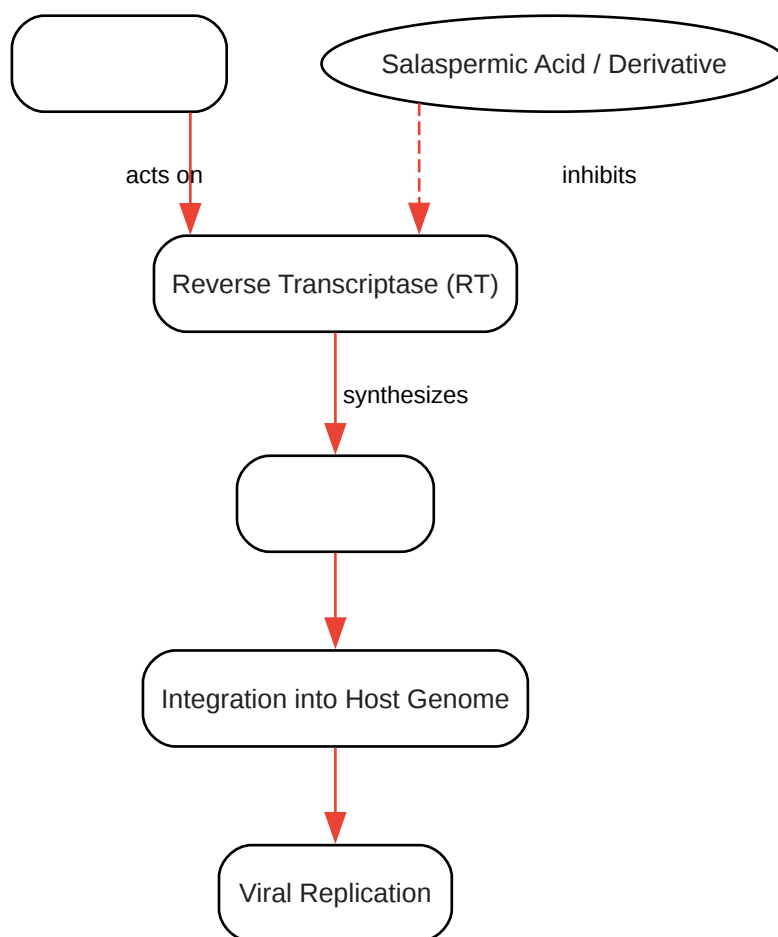 Salaspermic Acid / Derivative
acts on
inhibits
Reverse Transcriptase (RT)
synthesizes
Integration into Host Genome
Viral Replication